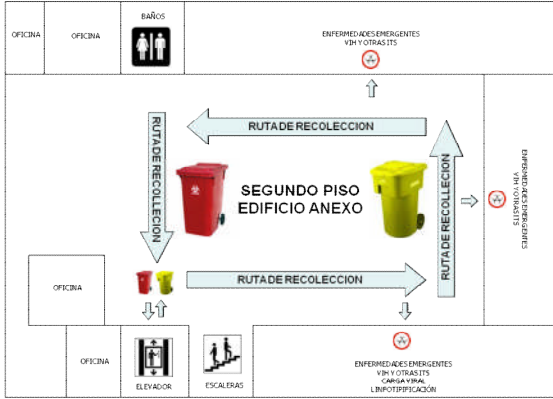 BAÑOS
OFICINA
OFICINA
ENFERMEDADES EMERGENTES
VIH Y OTRAS ITS
RUTA DE RECOLECCION
RUTA DE RECOLLECCION
SEGUNDO PISO
EDIFICIO ANEXO
RUTA DE RECOLLECCION
ENFERMEDADES EMERGENTES
VIH Y OTRAS ITS
OFICINA
RUTA DE RECOLECCION
OFICINA
ELEVADOR
ESCALERAS
ENFERMEDADES EMERGENTES
VIH Y OTRAS ITS
CARGA VIRAL
LINFOTIPIFICACIÓN